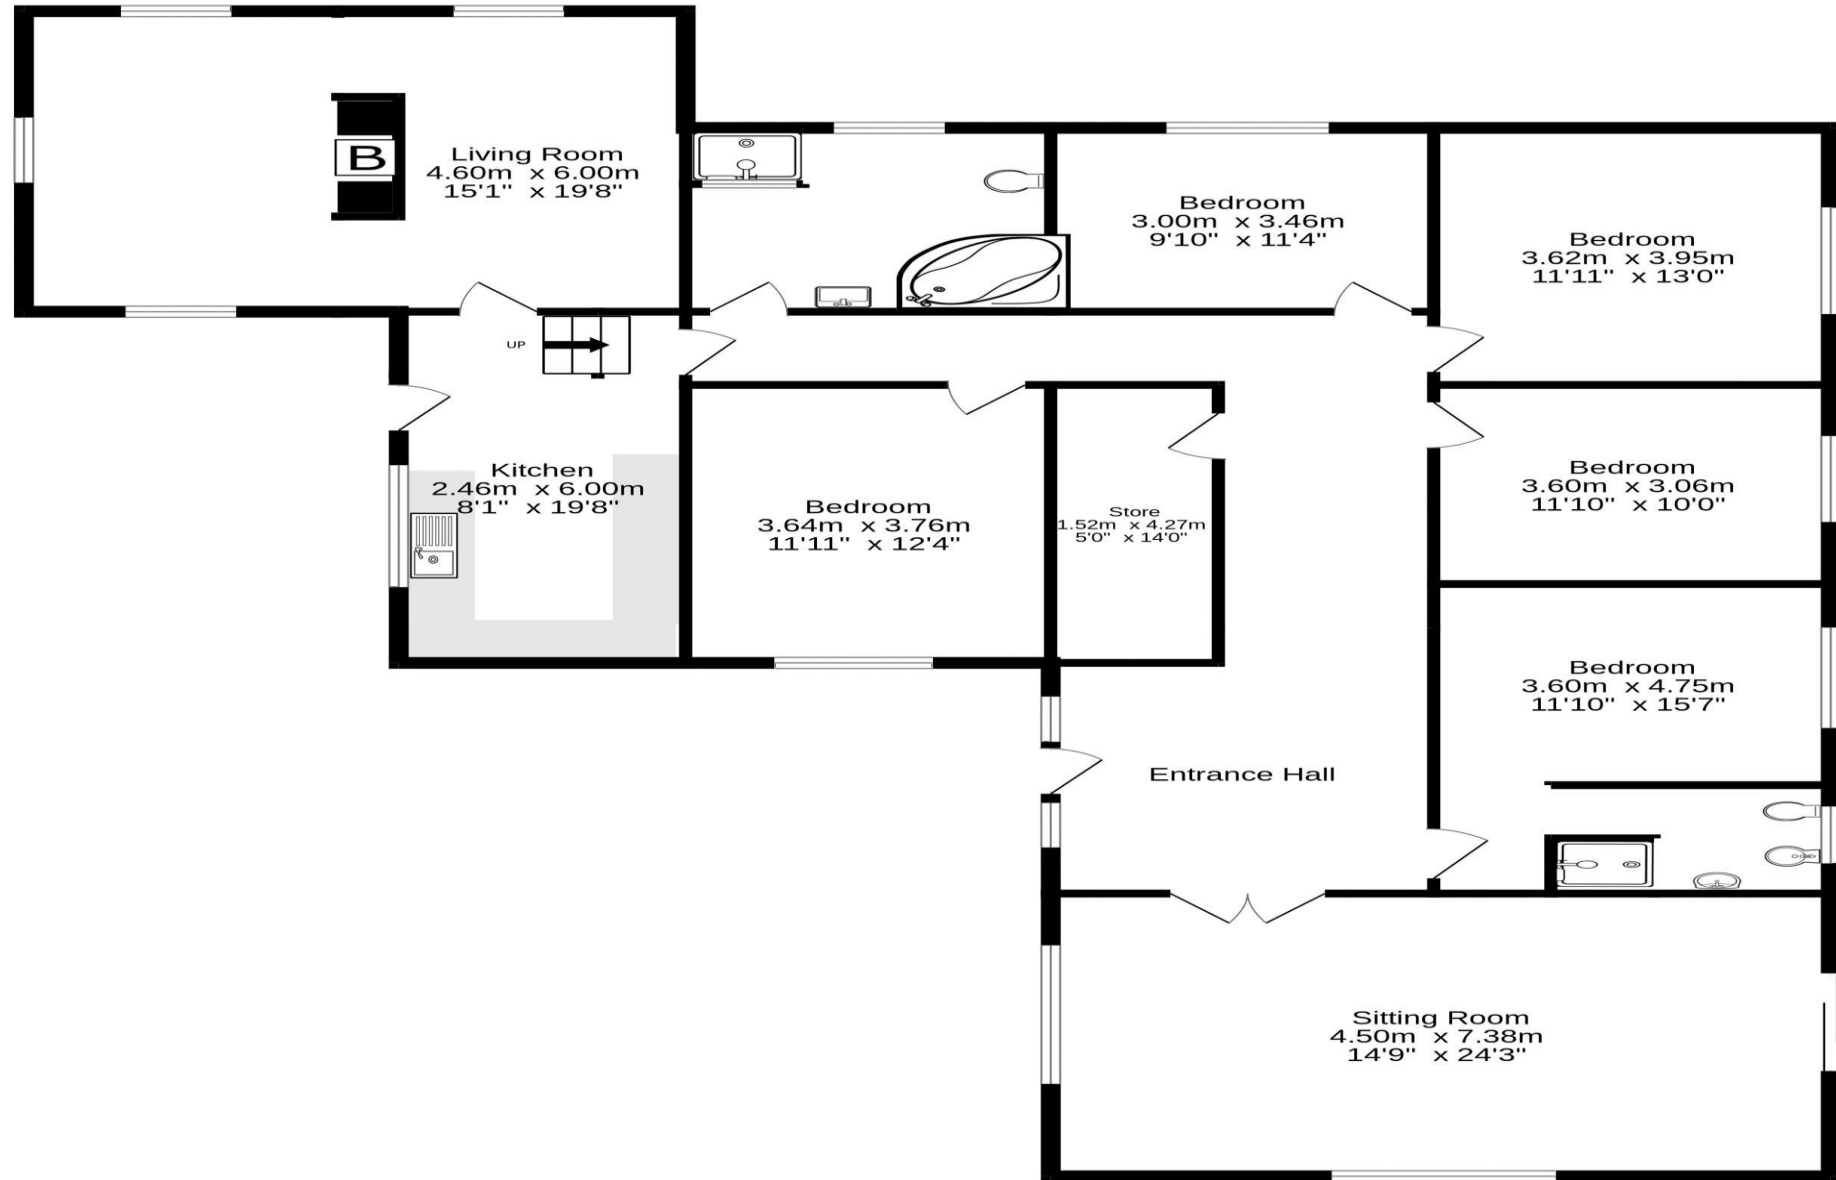 B
Living Room
4.60m x 6.00m
15'1" x 19'8"
Bedroom
3.00m x 3.46m
9'10" x 11'4"
Bedroom
3.62m x 3.95m
11'11" x 13'0"
UP
Kitchen
2.46m x 6.00m
8'1" x 19'8"
Bedroom
3.64m x 3.76m
11'11" x 12'4"
Store
1.52m x 4.27m
5'0" x 14'0"
Bedroom
3.60m x 3.06m
11'10" x 10'0"
Bedroom
3.60m x 4.75m
11'10" x 15'7"
Entrance Hall
Sitting Room
4.50m x 7.38m
14'9" x 24'3"